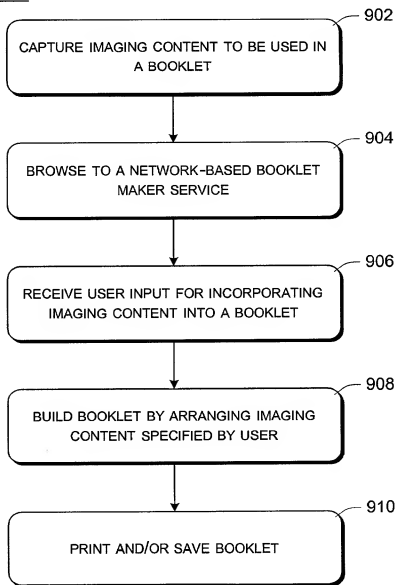 902
CAPTURE IMAGING CONTENT TO BE USED IN
A BOOKLET
904
BROWSE TO A NETWORK-BASED BOOKLET
MAKER SERVICE
906
RECEIVE USER INPUT FOR INCORPORATING
IMAGING CONTENT INTO A BOOKLET
908
BUILD BOOKLET BY ARRANGING IMAGING
CONTENT SPECIFIED BY USER
910
PRINT AND/OR SAVE BOOKLET